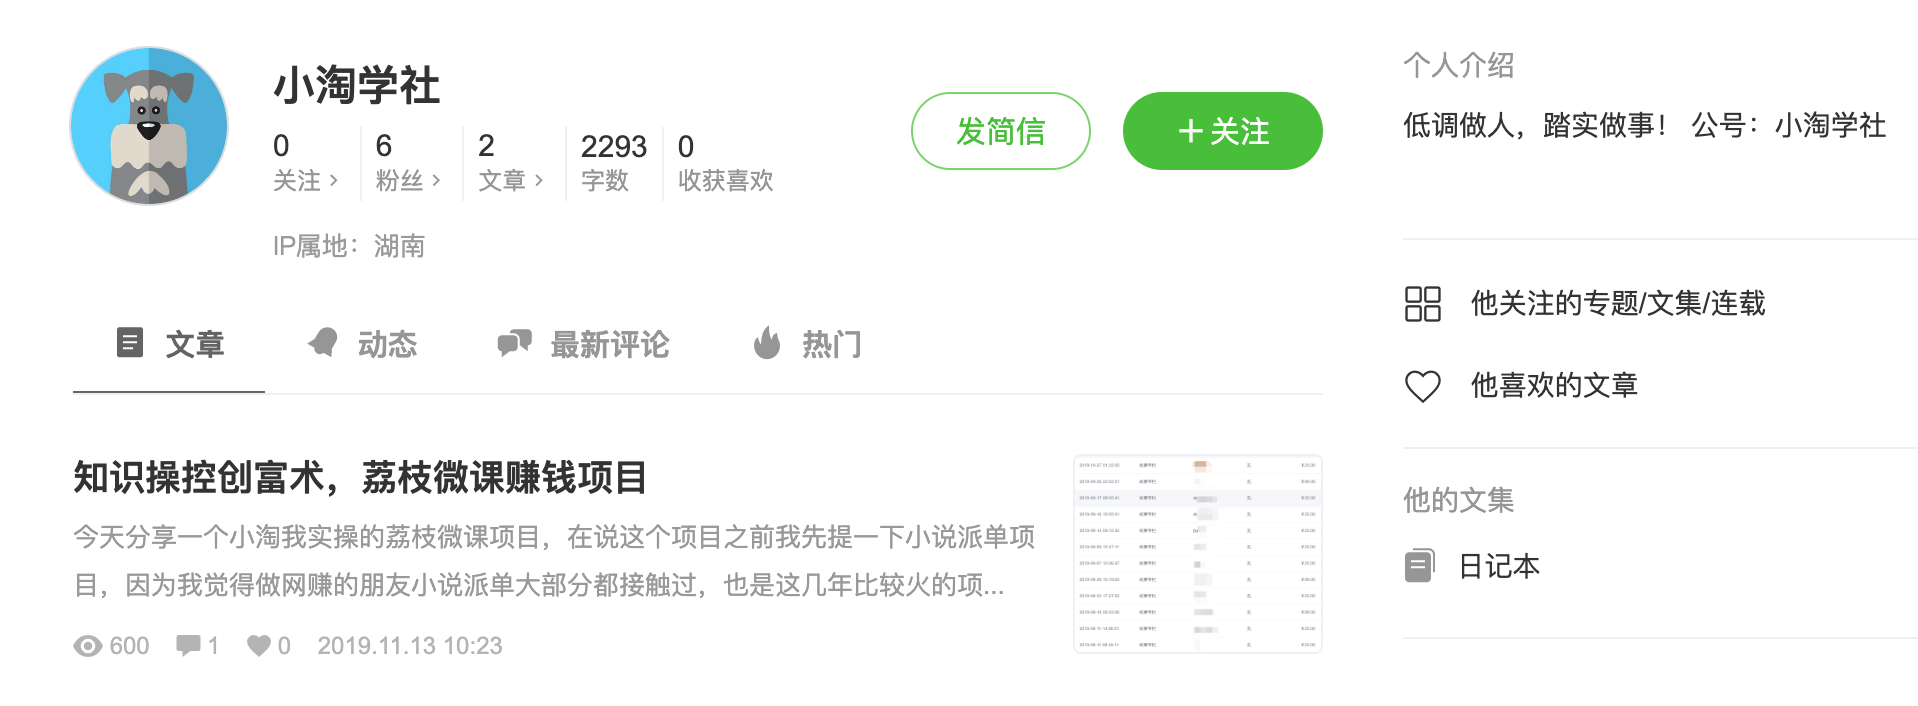 小淘学社
0 6 2 2293 0
关注 粉丝 文章 字数 收获喜欢
IP属地：湖南
发简信
+关注
文章 动态 最新评论 热门
知识操控创富术，荔枝微课赚钱项目
今天分享一个小淘我实操的荔枝微课项目，在说这个项目之前我先提一下小说派单项
目，因为我觉得做网赚的朋友小说派单大部分都接触过，也是这几年比较火的项...
600 1 0 2019.11.13 10:23
个人介绍
低调做人，踏实做事！ 公号：小淘学社
他关注的专题/文集/连载
他喜欢的文章
他的文集
日记本